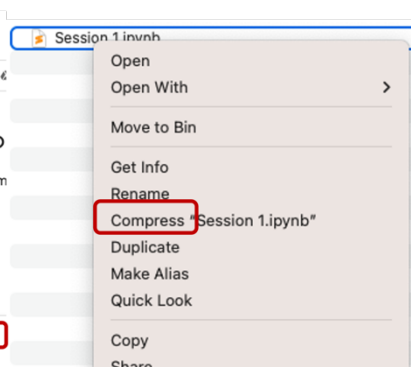 Session 1.ipynb
Open
Open With
Move to Bin
Get Info
Rename
Compress “Session 1.ipynb”
Duplicate
Make Alias
Quick Look
Copy
Share